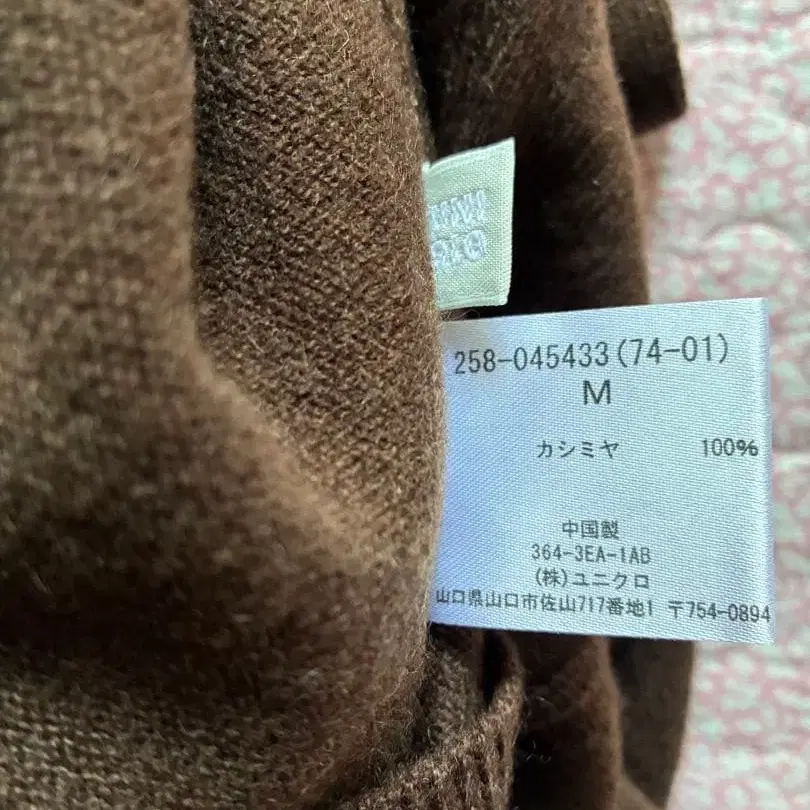 258-045433(74-01)
M
カシミヤ 100%
中国製
364-3EA-1AB
(株)ユニクロ
山口県山口市佐山717番地1 〒754-0894